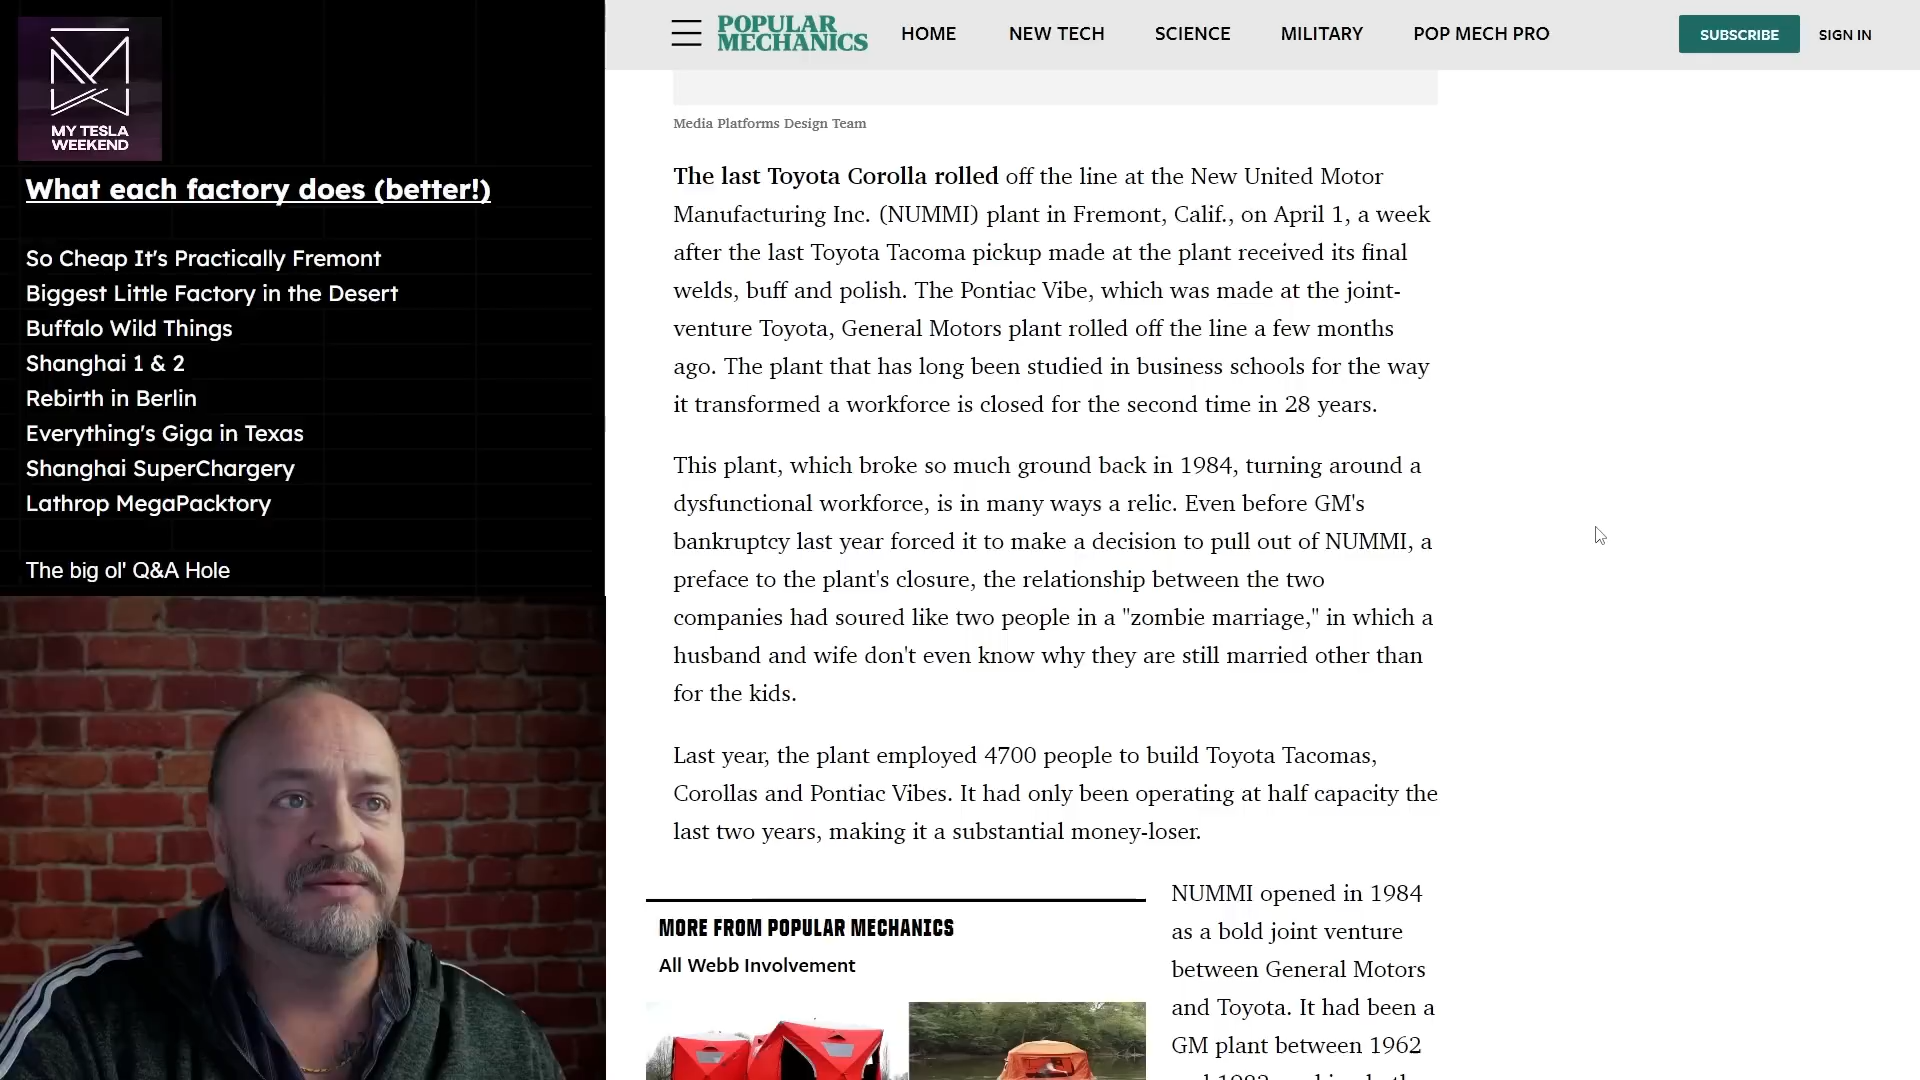 MY TESLA
WEEKEND
What each factory does (better!)
So Cheap It's Practically Fremont
Biggest Little Factory in the Desert
Buffalo Wild Things
Shanghai 1 & 2
Rebirth in Berlin
Everything's Giga in Texas
Shanghai SuperChargery
Lathrop MegaPacktory
The big ol' Q&A Hole
POPULAR
MECHANICS
HOME NEW TECH SCIENCE MILITARY POP MECH PRO SUBSCRIBE SIGN IN
Media Platforms Design Team
The last Toyota Corolla rolled off the line at the New United Motor
Manufacturing Inc. (NUMMI) plant in Fremont, Calif., on April 1, a week
after the last Toyota Tacoma pickup made at the plant received its final
welds, buff and polish. The Pontiac Vibe, which was made at the joint-
venture Toyota, General Motors plant rolled off the line a few months
ago. The plant that has long been studied in business schools for the way
it transformed a workforce is closed for the second time in 28 years.
This plant, which broke so much ground back in 1984, turning around a
dysfunctional workforce, is in many ways a relic. Even before GM's
bankruptcy last year forced it to make a decision to pull out of NUMMI, a
preface to the plant's closure, the relationship between the two
companies had soured like two people in a "zombie marriage," in which a
husband and wife don't even know why they are still married other than
for the kids.
Last year, the plant employed 4700 people to build Toyota Tacomas,
Corollas and Pontiac Vibes. It had only been operating at half capacity the
last two years, making it a substantial money-loser.
MORE FROM POPULAR MECHANICS
All Webb Involvement
NUMMI opened in 1984
as a bold joint venture
between General Motors
and Toyota. It had been a
GM plant between 1962